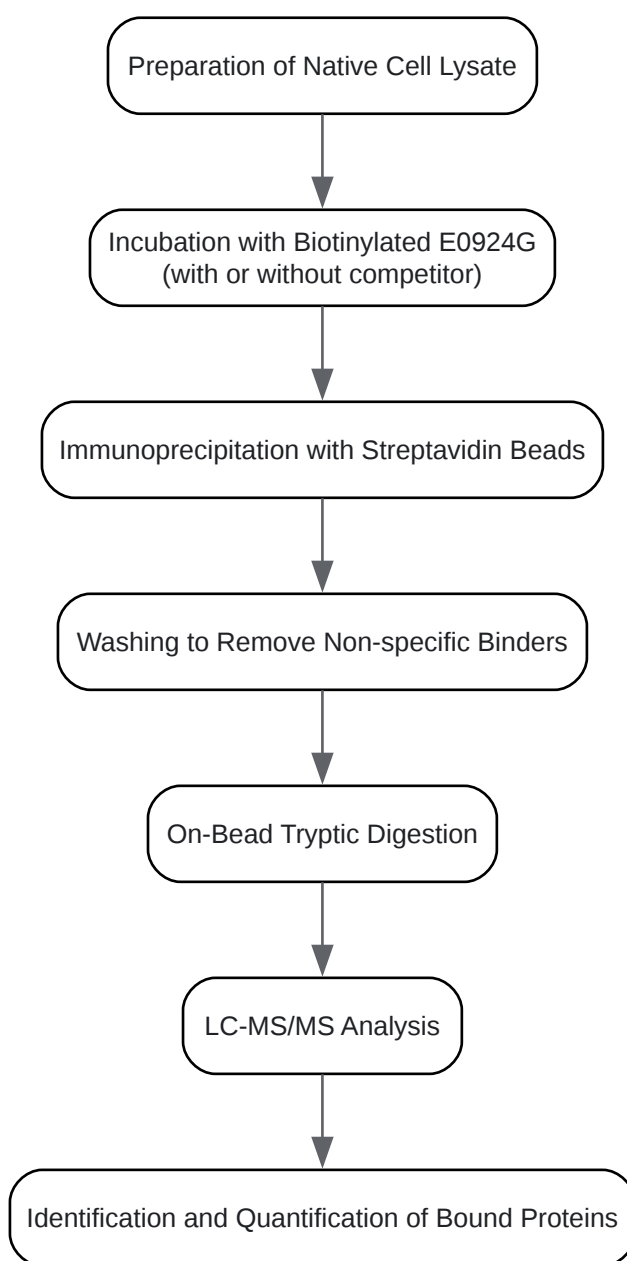 Preparation of Native Cell Lysate
Incubation with Biotinylated E0924G
(with or without competitor)
Immunoprecipitation with Streptavidin Beads
Washing to Remove Non-specific Binders
On-Bead Tryptic Digestion
LC-MS/MS Analysis
Identification and Quantification of Bound Proteins